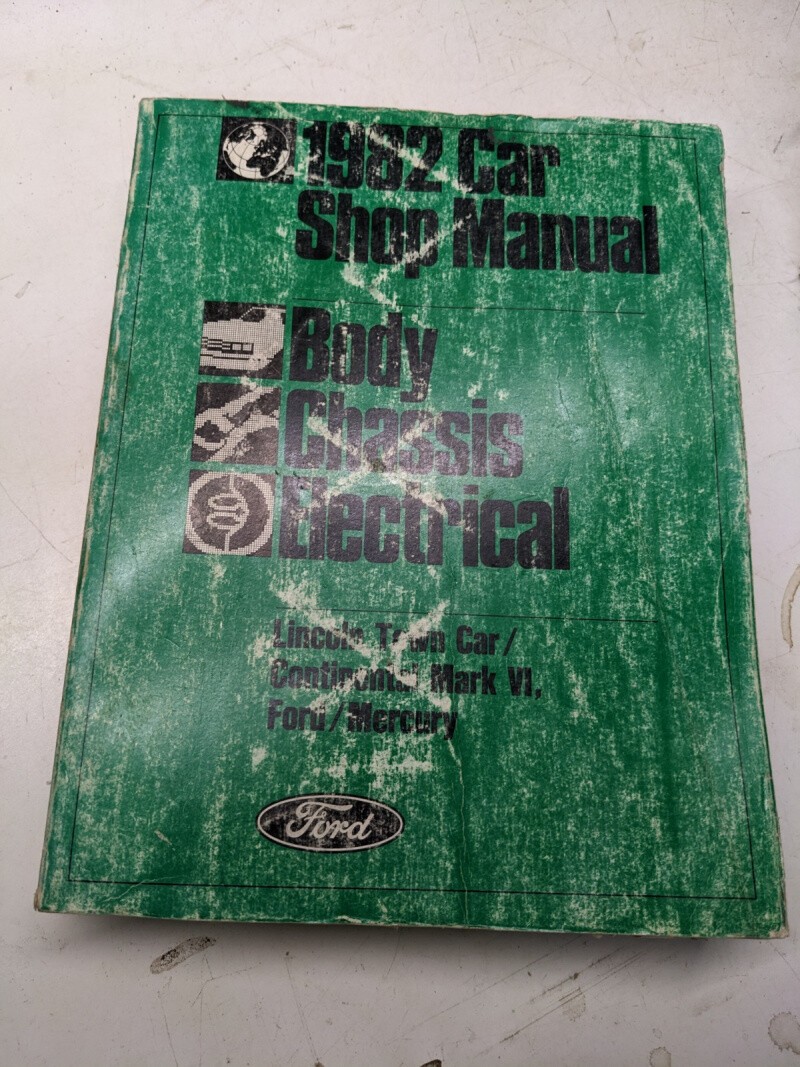 1982 Car
Shop Manual
Body
Chassis
Electrical
Lincoln Town Car/
Continental Mark VI,
Ford/Mercury
Ford